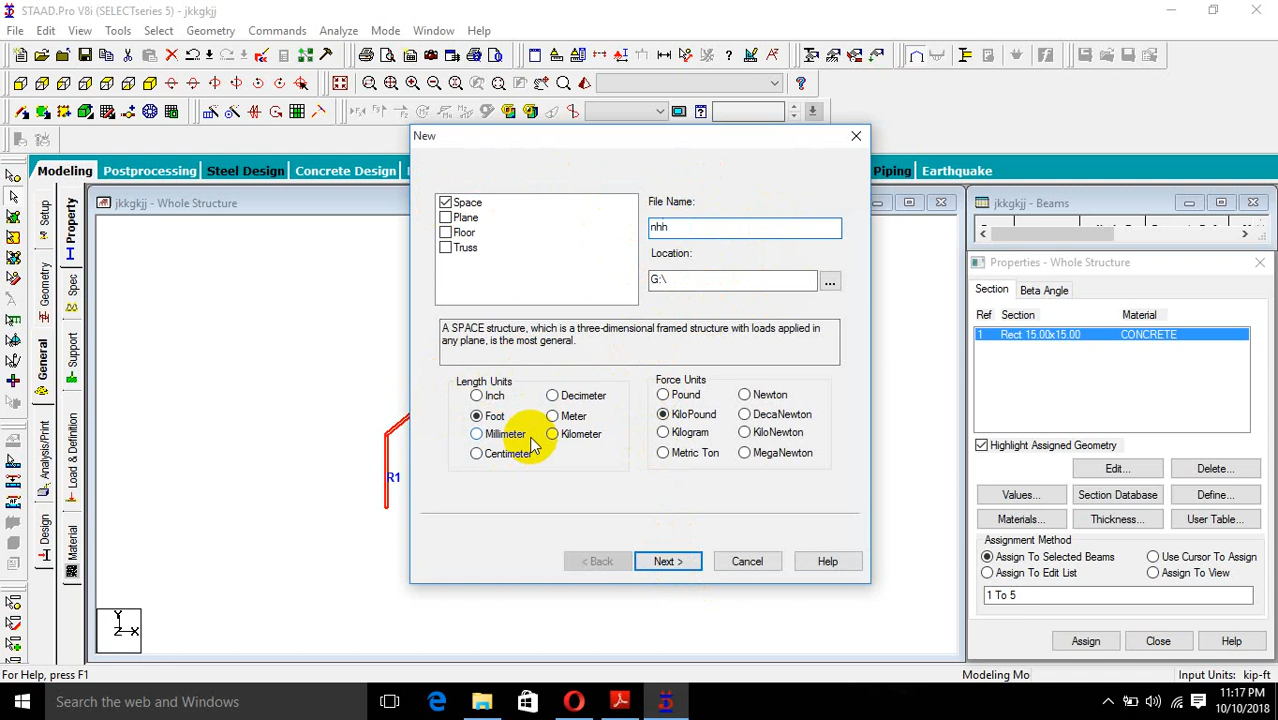 STAAD.Pro V8i (SELECTseries 5) - jkkgkjj
File Edit View Tools Select Geometry Commands Analyze Mode Window Help
Modeling Postprocessing Steel Design Concrete Design Piping Earthquake
jkkgkjj - Whole Structure
Setup
Geometry
General
Analysis/Print
Design
Property
Spec
Support
Load & Definition
Material
R1
Y
Z X
New
Space
Plane
Floor
Truss
File Name:
nhh
Location:
G:\
...
A SPACE structure, which is a three-dimensional framed structure with loads applied in
any plane, is the most general.
Length Units
Inch Decimeter
Foot Meter
Millimeter Kilometer
Centimeter
Force Units
Pound Newton
KiloPound DecaNewton
Kilogram KiloNewton
Metric Ton MegaNewton
< Back Next > Cancel Help
jkkgkjj - Beams
Properties - Whole Structure
Section Beta Angle
Ref Section Material
1 Rect 15.00x15.00 CONCRETE
Highlight Assigned Geometry
Edit... Delete...
Values... Section Database Define...
Materials... Thickness... User Table...
Assignment Method
Assign To Selected Beams Use Cursor To Assign
Assign To Edit List Assign To View
1 To 5
Assign Close Help
For Help, press F1 Modeling Mo Input Units: kip-ft
Search the web and Windows
11:17 PM
10/10/2018